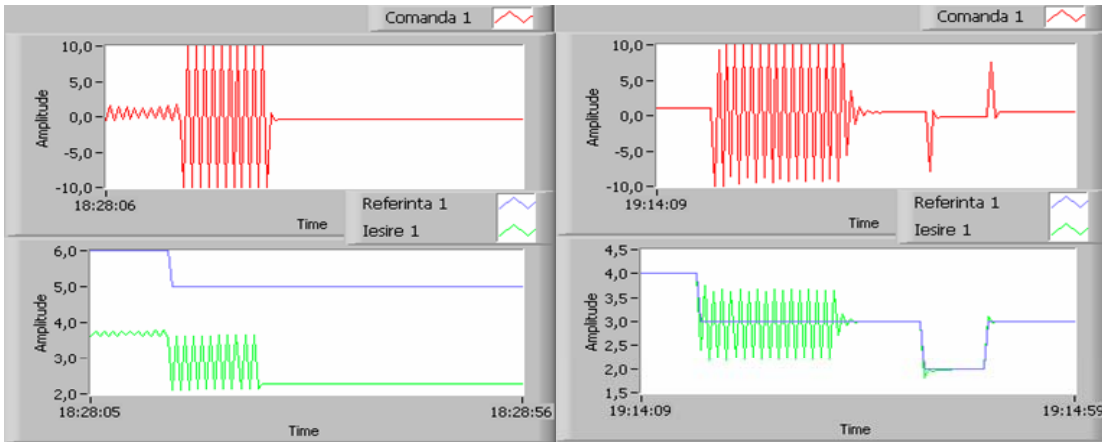 Comanda 1
10,0
5,0
0,0
-5,0
-10,0
Amplitude
18:28:06
Time
Referinta 1
Iesire 1
6,0
5,0
4,0
3,0
2,0
Amplitude
18:28:05
18:28:56
Time
Comanda 1
10,0
5,0
0,0
-5,0
-10,0
Amplitude
19:14:09
Time
Referinta 1
Iesire 1
4,5
4,0
3,0
2,0
1,5
Amplitude
19:14:09
19:14:59
Time